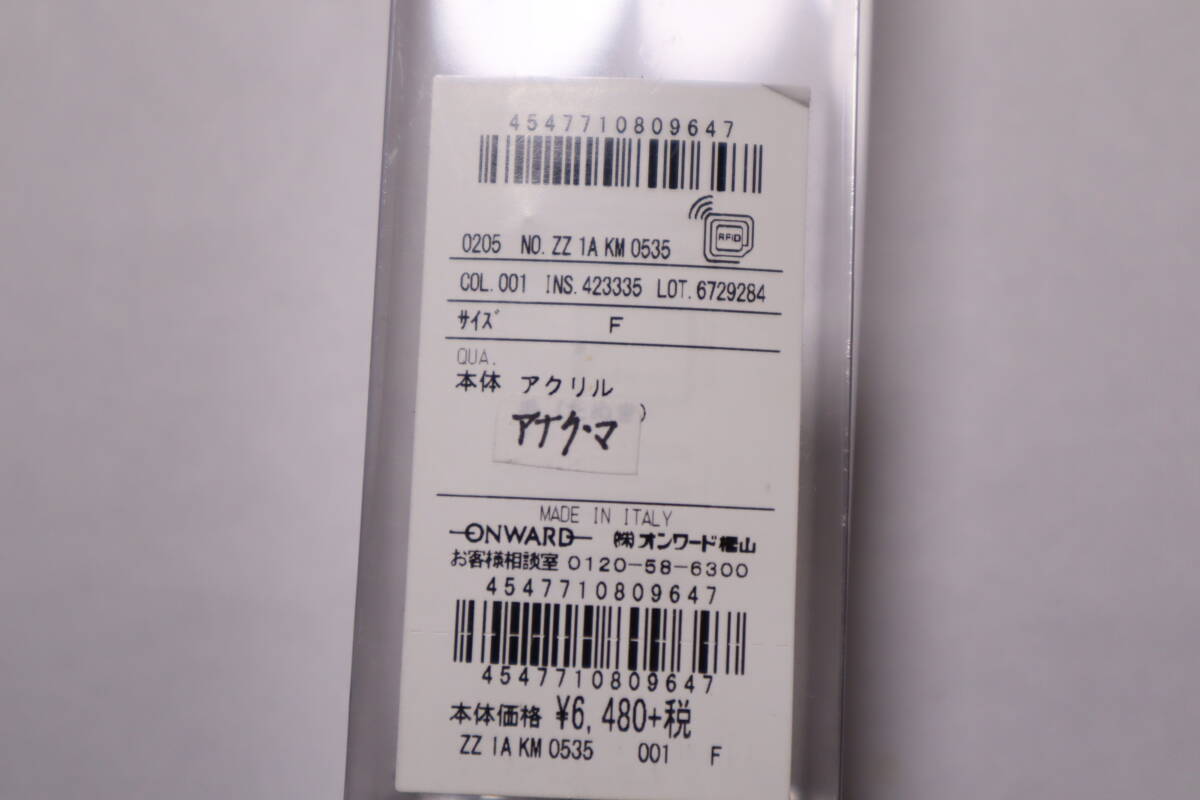 4547710809647
RFID
0205 NO. ZZ 1A KM 0535
COL. 001 INS. 423335 LOT. 6729284
サイズ F
QUA.
本体 アクリル
)
アナク・マ
MADE IN ITALY
ONWARD ㈱オンワード樫山
お客様相談室 0120-58-6300
4547710809647
4547710809647
本体価格 ¥6,480+税
ZZ 1A KM 0535 001 F